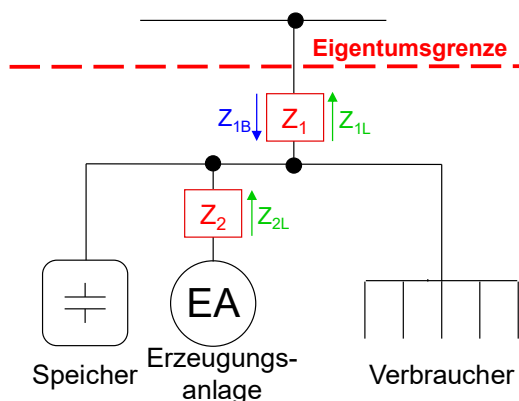 Eigentumsgrenze
Z1B
Z1
Z1L
Z2
Z2L
EA
Speicher
Erzeugungs-
anlage
Verbraucher